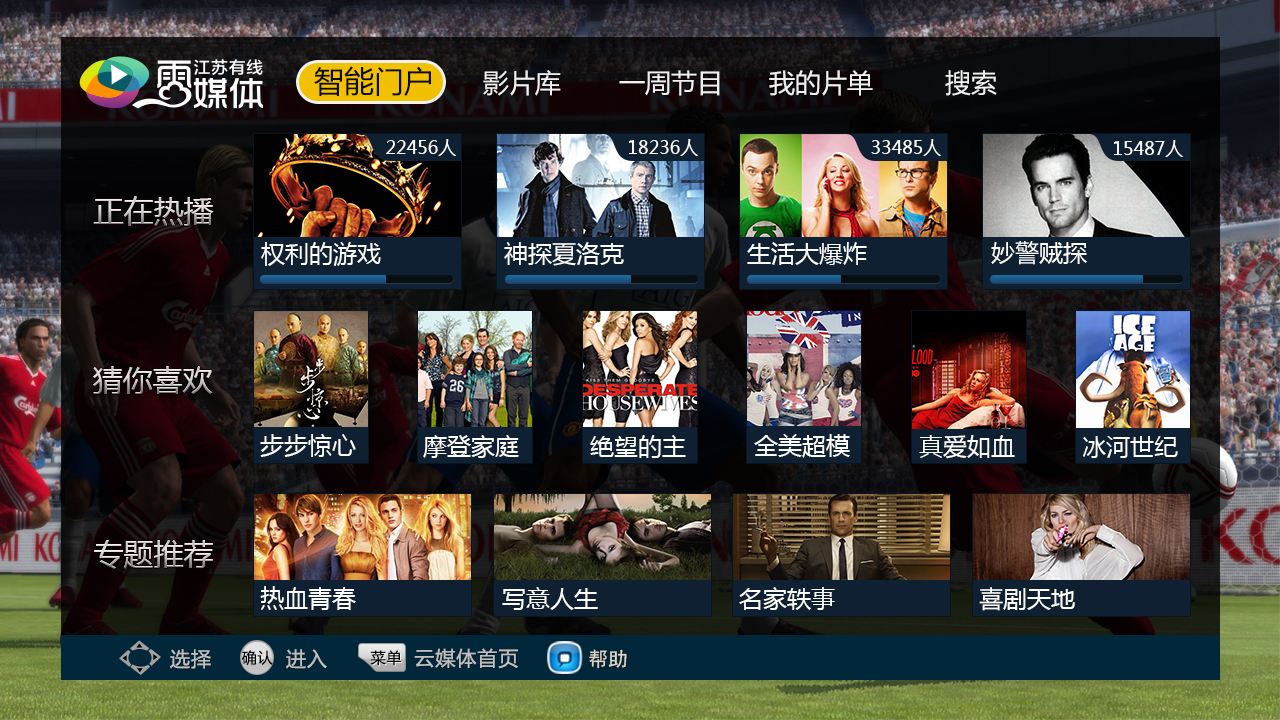 江苏有线
云媒体
智能门户
影片库
一周节目
我的片单
搜索
正在热播
22456人
18236人
33485人
15487人
权利的游戏
神探夏洛克
生活大爆炸
妙警贼探
猜你喜欢
步步惊心
26
KISS THEM GOODBYE
DESPERATE
HOUSEWIVES
BLOOD
ICE
AGE
步步惊心
摩登家庭
绝望的主
全美超模
真爱如血
冰河世纪
专题推荐
热血青春
写意人生
名家轶事
喜剧天地
选择
确认
进入
菜单
云媒体首页
帮助
KONAMI
Carlsberg
AIG